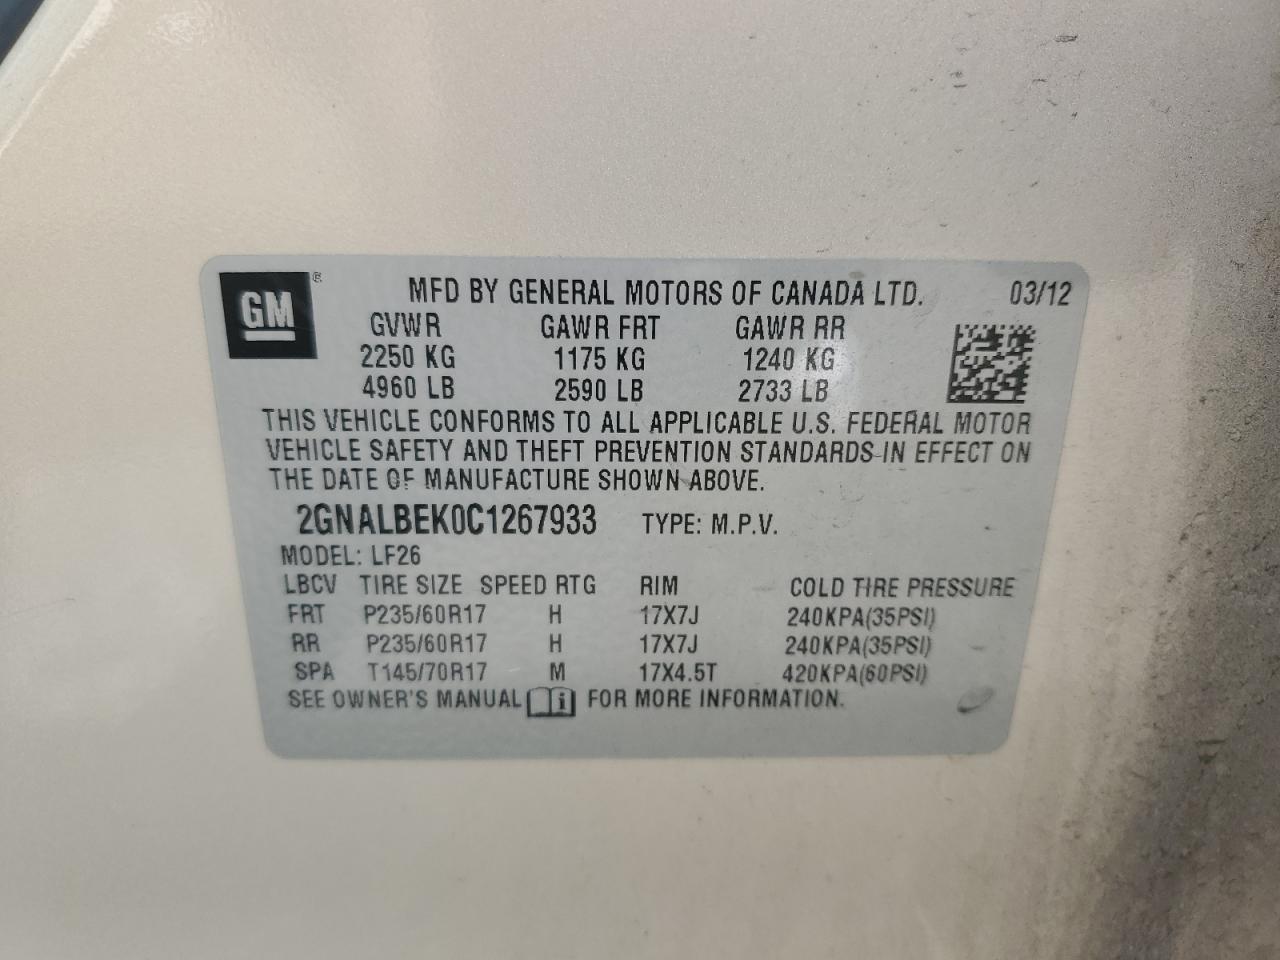 GM ®
MFD BY GENERAL MOTORS OF CANADA LTD. 03/12
GVWR GAWR FRT GAWR RR
2250 KG 1175 KG 1240 KG
4960 LB 2590 LB 2733 LB
THIS VEHICLE CONFORMS TO ALL APPLICABLE U.S. FEDERAL MOTOR
VEHICLE SAFETY AND THEFT PREVENTION STANDARDS IN EFFECT ON
THE DATE OF MANUFACTURE SHOWN ABOVE.
2GNALBEK0C1267933 TYPE: M.P.V.
MODEL: LF26
LBCV TIRE SIZE SPEED RTG RIM COLD TIRE PRESSURE
FRT P235/60R17 H 17X7J 240KPA(35PSI)
RR P235/60R17 H 17X7J 240KPA(35PSI)
SPA T145/70R17 M 17X4.5T 420KPA(60PSI)
SEE OWNER'S MANUAL i FOR MORE INFORMATION.